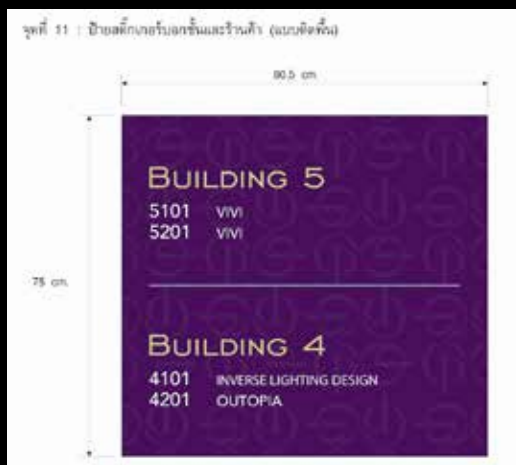 จุดที่ 11 : ป้ายสติ๊กเกอร์บอกชั้นและร้านค้า (แบบติดพื้น)
80.5 cm
75 cm.
BUILDING 5
5101 VIVI
5201 VIVI
BUILDING 4
4101 INVERSE LIGHTING DESIGN
4201 OUTOPIA